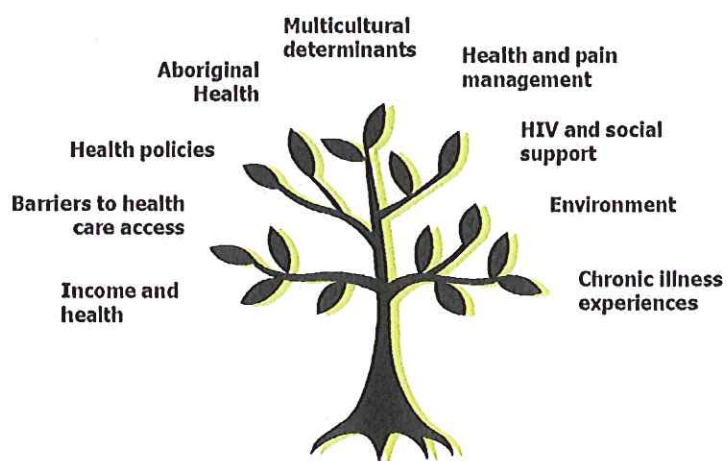 Multicultural
determinants
Health and pain
management
Aboriginal
Health
HIV and social
support
Health policies
Barriers to health
care access
Environment
Income and
health
Chronic illness
experiences